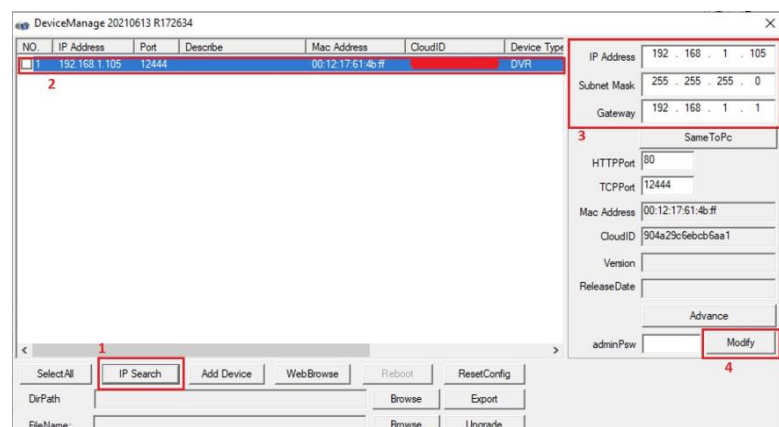 DeviceManage 20210613 R172634
NO. IP Address Port Describe Mac Address CloudID Device Type
1 192.168.1.105 12444 00:12:17:61:4b:ff DVR
2
IP Address 192 . 168 . 1 . 105
Subnet Mask 255 . 255 . 255 . 0
Gateway 192 . 168 . 1 . 1
3
SameToPc
HTTPPort 80
TCPPort 12444
Mac Address 00:12:17:61:4b:ff
CloudID 904a29c6ebcb6aa1
Version
ReleaseDate
Advance
adminPsw Modify
4
1
SelectAll IP Search Add Device WebBrowse Reboot ResetConfig
DirPath Browse Export
FileName: Browse Upgrade